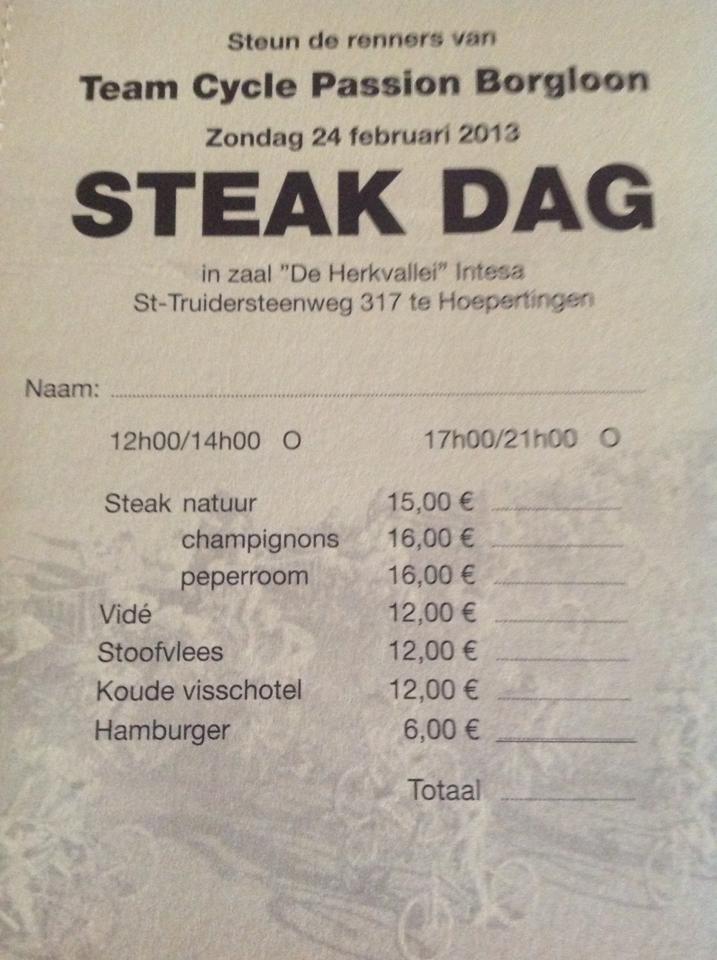 Steun de renners van
Team Cycle Passion Borgloon
Zondag 24 februari 2013
STEAK DAG
in zaal "De Herkvallei" Intesa
St-Truidersteenweg 317 te Hoepertingen
Naam:
12h00/14h00 O 17h00/21h00 O
Steak natuur 15,00 €
champignons 16,00 €
peperroom 16,00 €
Vidé 12,00 €
Stoofvlees 12,00 €
Koude visschotel 12,00 €
Hamburger 6,00 €
Totaal